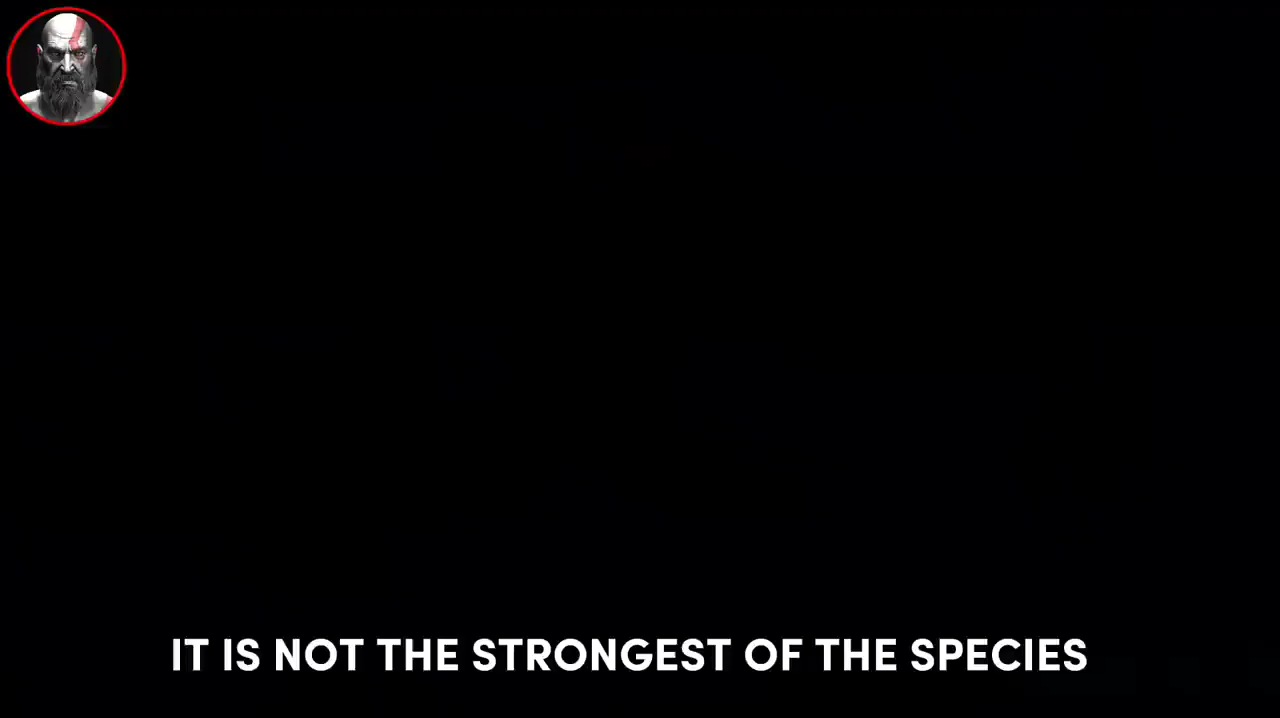 IT IS NOT THE STRONGEST OF THE SPECIES